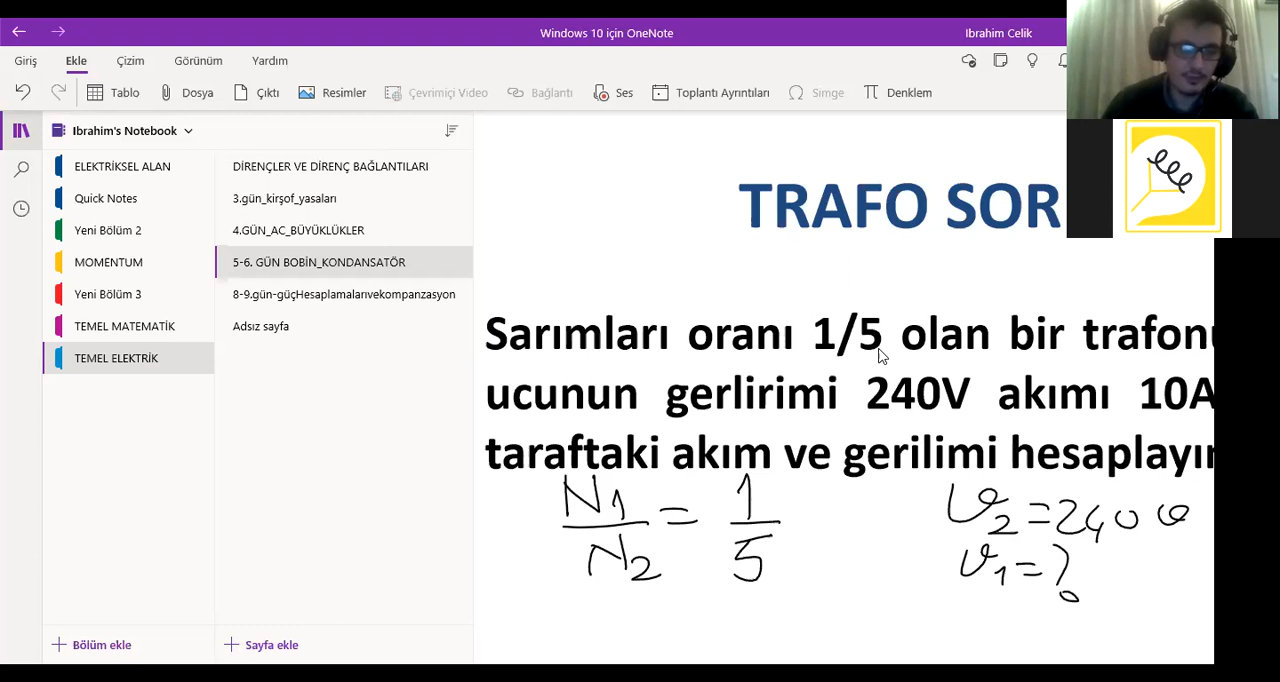 Windows 10 için OneNote
Ibrahim Celik
Giriş Ekle Çizim Görünüm Yardım
Tablo Dosya Çıktı Resimler Çevrimiçi Video Bağlantı Ses Toplantı Ayrıntıları Simge Denklem
Ibrahim's Notebook
ELEKTRİKSEL ALAN
Quick Notes
Yeni Bölüm 2
MOMENTUM
Yeni Bölüm 3
TEMEL MATEMATİK
TEMEL ELEKTRİK
Bölüm ekle
DİRENÇLER VE DİRENÇ BAĞLANTILARI
3.gün_kirşof_yasaları
4.GÜN_AC_BÜYÜKLÜKLER
5-6. GÜN BOBİN_KONDANSATÖR
8-9.gün-güçHesaplamalarıvekompanzasyon
Adsız sayfa
Sayfa ekle
TRAFO SOR
Sarımları oranı 1/5 olan bir trafonu
ucunun gerlirimi 240V akımı 10A
taraftaki akım ve gerilimi hesaplayın
N1/N2 = 1/5
V2=240 V
V1=?